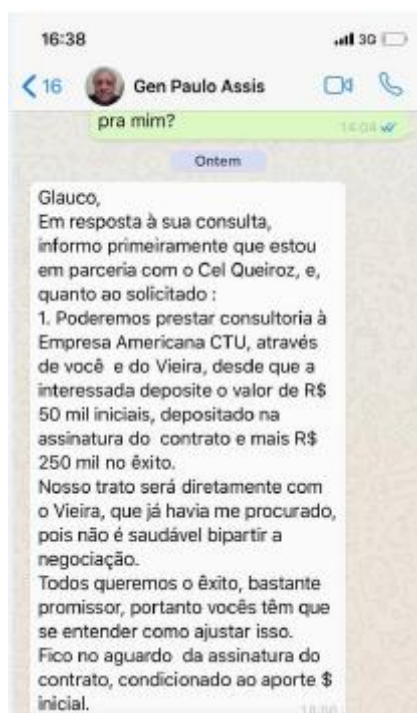 16:38
3G
16 Gen Paulo Assis
pra mim?
14:04
Ontem
Glauco,
Em resposta à sua consulta,
informo primeiramente que estou
em parceria com o Cel Queiroz, e,
quanto ao solicitado :
1. Poderemos prestar consultoria à
Empresa Americana CTU, através
de você e do Vieira, desde que a
interessada deposite o valor de R$
50 mil iniciais, depositado na
assinatura do contrato e mais R$
250 mil no êxito.
Nosso trato será diretamente com
o Vieira, que já havia me procurado,
pois não é saudável bipartir a
negociação.
Todos queremos o êxito, bastante
promissor, portanto vocês têm que
se entender como ajustar isso.
Fico no aguardo da assinatura do
contrato, condicionado ao aporte $
inicial.